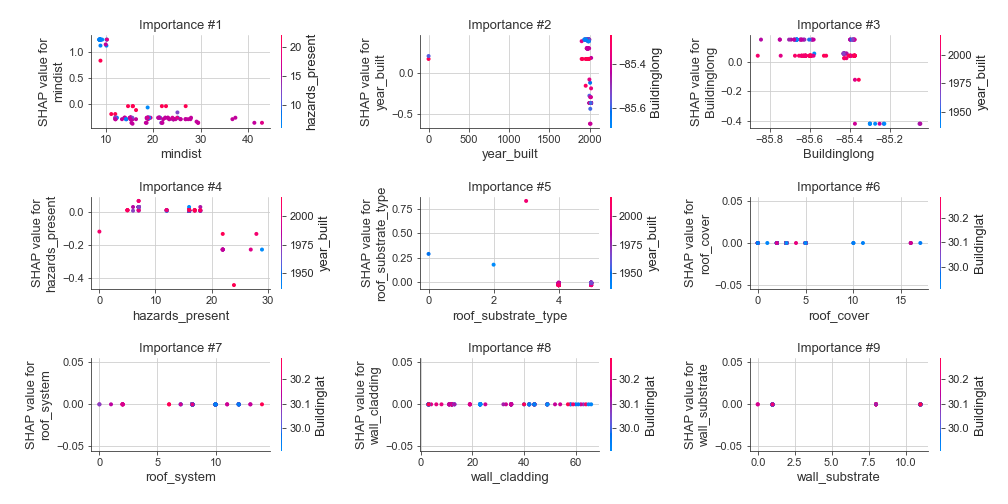 Importance #1
Importance #2
Importance #3
SHAP value for
mindist
1.0
0.5
0.0
10
20
30
40
mindist
20
15
10
hazards_present
SHAP value for
year_built
0.0
−0.5
0
500
1000
1500
2000
year_built
−85.4
−85.6
Buildinglong
SHAP value for
Buildinglong
0.0
−0.2
−0.4
−85.8
−85.6
−85.4
−85.2
Buildinglong
2000
1975
1950
year_built
Importance #4
Importance #5
Importance #6
SHAP value for
hazards_present
0.0
−0.2
−0.4
0
10
20
30
hazards_present
2000
1975
1950
year_built
SHAP value for
roof_substrate_type
0.75
0.50
0.25
0.00
0
2
4
roof_substrate_type
2000
1975
1950
year_built
SHAP value for
roof_cover
0.05
0.00
−0.05
0
5
10
15
roof_cover
30.2
30.1
30.0
Buildinglat
Importance #7
Importance #8
Importance #9
SHAP value for
roof_system
0.05
0.00
−0.05
0
5
10
roof_system
30.2
30.1
30.0
Buildinglat
SHAP value for
wall_cladding
0.05
0.00
−0.05
0
20
40
60
wall_cladding
30.2
30.1
30.0
Buildinglat
SHAP value for
wall_substrate
0.05
0.00
−0.05
0.0
2.5
5.0
7.5
10.0
wall_substrate
30.2
30.1
30.0
Buildinglat